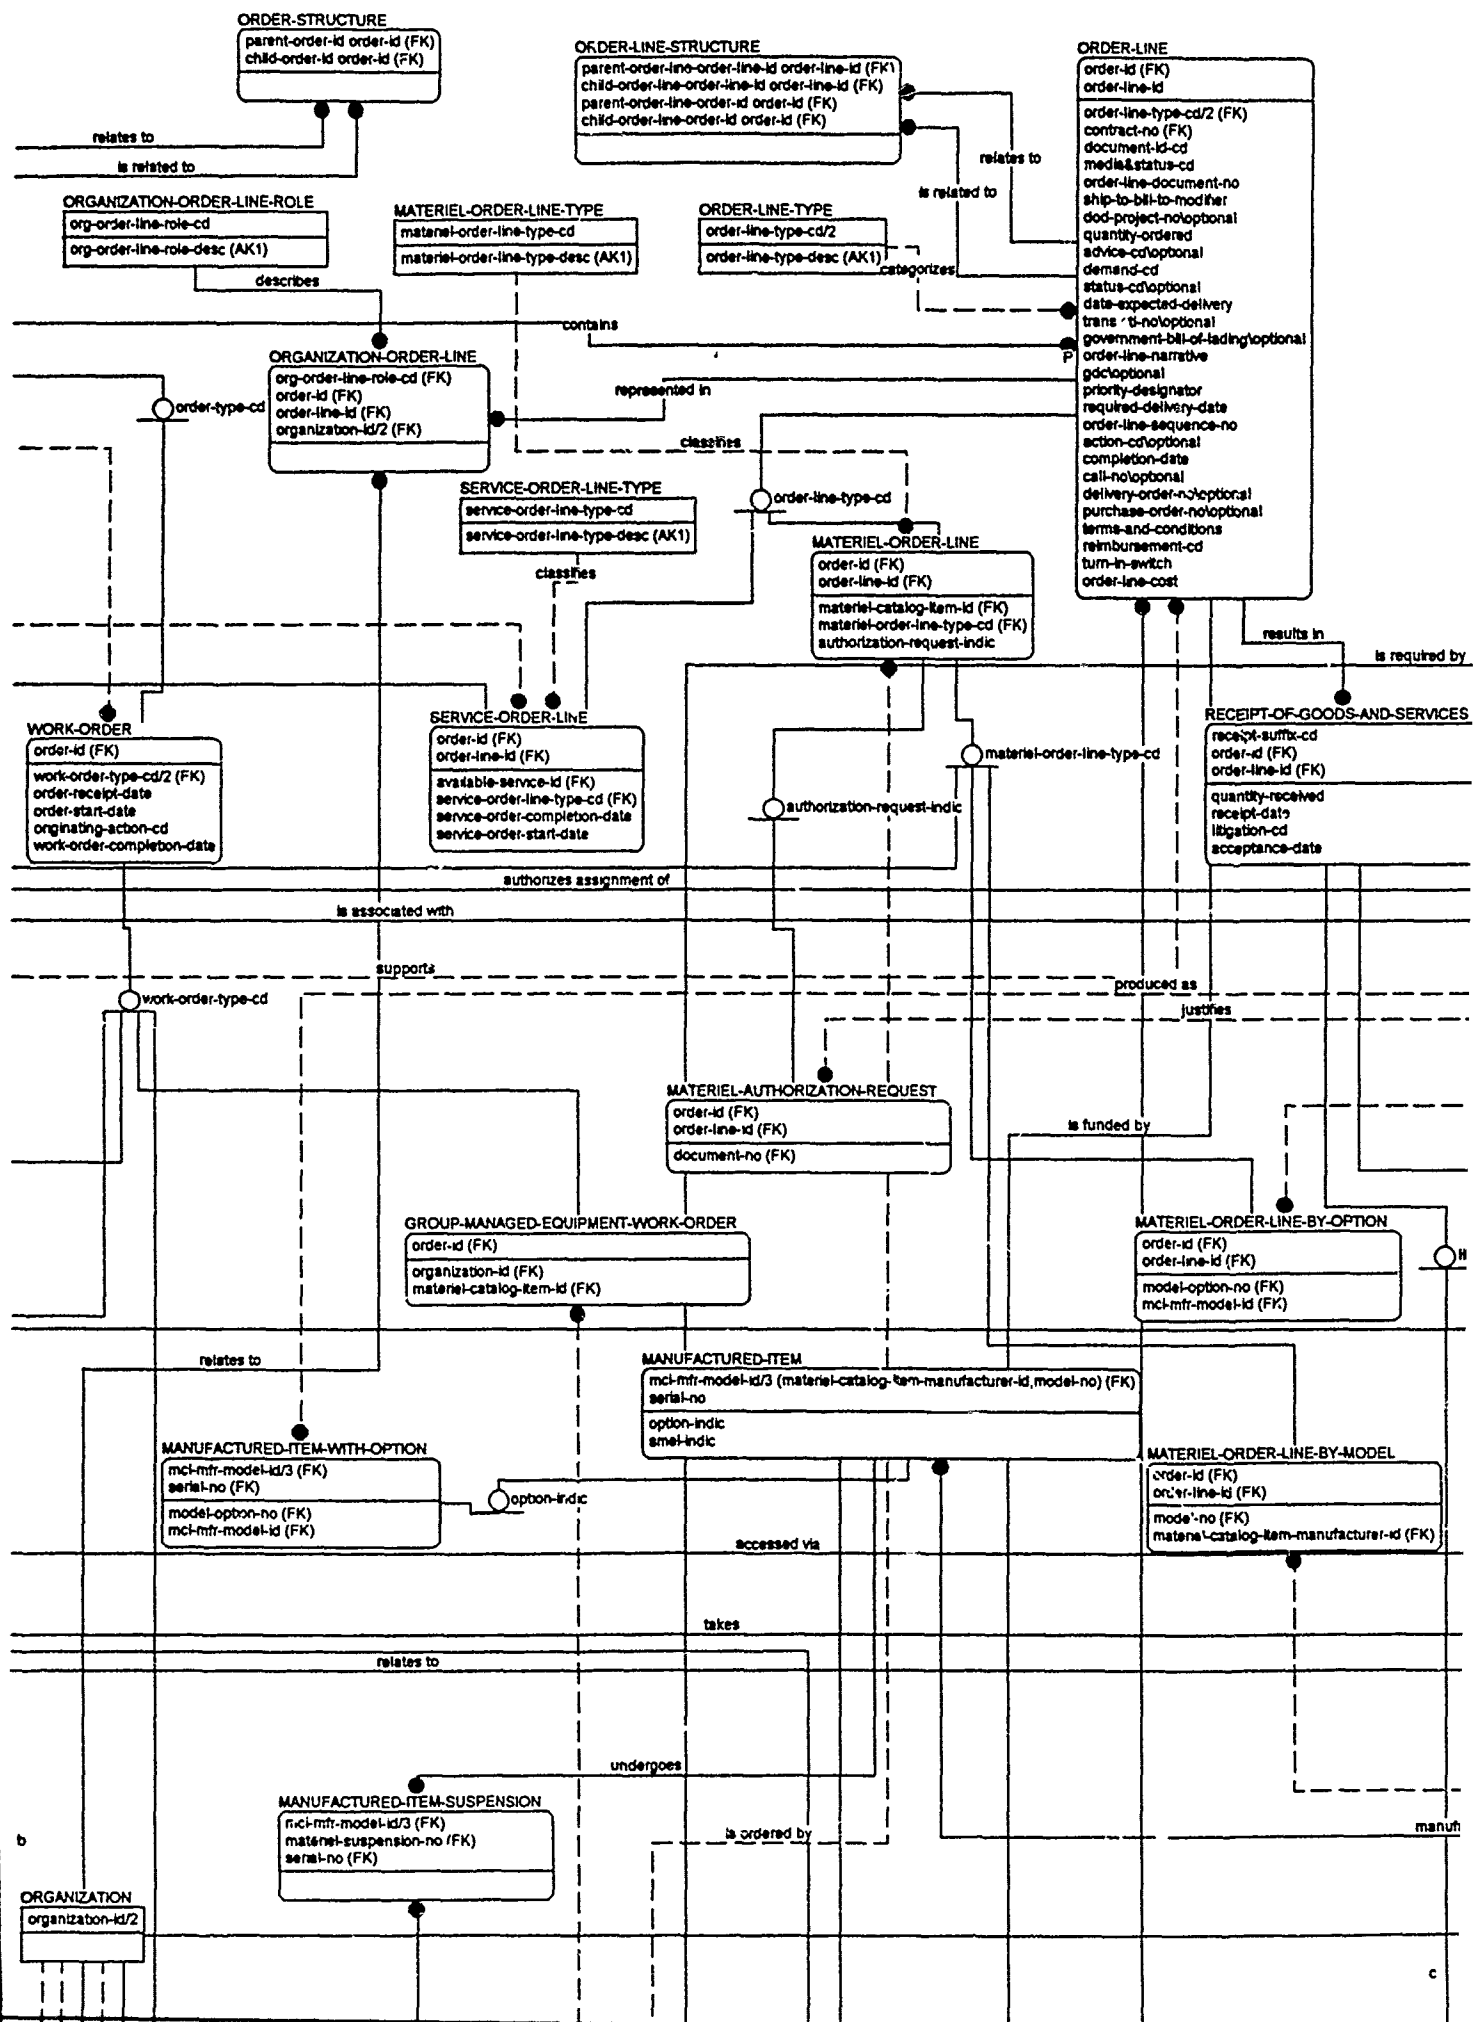 ORDER-STRUCTURE
parent-order-id order-id (FK)
child-order-id order-id (FK)
relates to
is related to
ORDER-LINE-STRUCTURE
parent-order-line-order-line-id order-line-id (FK)
child-order-line-order-line-id order-line-id (FK)
parent-order-line-order-id order-id (FK)
child-order-line-order-id order-id (FK)
relates to
is related to
ORDER-LINE
order-id (FK)
order-line-id
order-line-type-cd/2 (FK)
contract-no (FK)
document-id-cd
media&status-cd
order-line-document-no
ship-to-bill-to-modifier
dod-project-no\optional
quantity-ordered
advice-cd\optional
demand-cd
status-cd\optional
date-expected-delivery
government-bill-of-lading\optional
order-line-narrative
gdc\optional
priority-designator
required-delivery-date
order-line-sequence-no
action-cd\optional
completion-date
call-no\optional
delivery-order-no\optional
purchase-order-no\optional
terms-and-conditions
reimbursement-cd
turn-in-switch
order-line-cost
ORGANIZATION-ORDER-LINE-ROLE
org-order-line-role-cd
org-order-line-role-desc (AK1)
describes
MATERIEL-ORDER-LINE-TYPE
materiel-order-line-type-cd
materiel-order-line-type-desc (AK1)
ORDER-LINE-TYPE
order-line-type-cd/2
order-line-type-desc (AK1)
categorizes
contains
P
ORGANIZATION-ORDER-LINE
org-order-line-role-cd (FK)
order-id (FK)
order-line-id (FK)
organization-id/2 (FK)
represented in
order-type-cd
classifies
SERVICE-ORDER-LINE-TYPE
service-order-line-type-cd
service-order-line-type-desc (AK1)
classifies
order-line-type-cd
MATERIEL-ORDER-LINE
order-id (FK)
order-line-id (FK)
materiel-catalog-item-id (FK)
materiel-order-line-type-cd (FK)
authorization-request-indic
results in
is required by
WORK-ORDER
order-id (FK)
work-order-type-cd/2 (FK)
order-receipt-date
order-start-date
originating-action-cd
work-order-completion-date
SERVICE-ORDER-LINE
order-id (FK)
order-line-id (FK)
available-service-id (FK)
service-order-line-type-cd (FK)
service-order-completion-date
service-order-start-date
materiel-order-line-type-cd
authorization-request-indic
RECEIPT-OF-GOODS-AND-SERVICES
receipt-suffix-cd
order-id (FK)
order-line-id (FK)
quantity-received
receipt-date
litigation-cd
acceptance-date
authorizes assignment of
is associated with
supports
produced as
justifies
work-order-type-cd
MATERIEL-AUTHORIZATION-REQUEST
order-id (FK)
order-line-id (FK)
document-no (FK)
is funded by
GROUP-MANAGED-EQUIPMENT-WORK-ORDER
order-id (FK)
organization-id (FK)
materiel-catalog-item-id (FK)
MATERIEL-ORDER-LINE-BY-OPTION
order-id (FK)
order-line-id (FK)
model-option-no (FK)
mci-mfr-model-id (FK)
relates to
MANUFACTURED-ITEM
mci-mfr-model-id/3 (materiel-catalog-item-manufacturer-id,model-no) (FK)
serial-no
option-indic
smel-indic
MANUFACTURED-ITEM-WITH-OPTION
mci-mfr-model-id/3 (FK)
serial-no (FK)
model-option-no (FK)
mci-mfr-model-id (FK)
option-indic
MATERIEL-ORDER-LINE-BY-MODEL
order-id (FK)
order-line-id (FK)
model-no (FK)
materiel-catalog-item-manufacturer-id (FK)
accessed via
takes
relates to
undergoes
MANUFACTURED-ITEM-SUSPENSION
mci-mfr-model-id/3 (FK)
materiel-suspension-no (FK)
serial-no (FK)
is ordered by
manuf
b
ORGANIZATION
organization-id/2
c